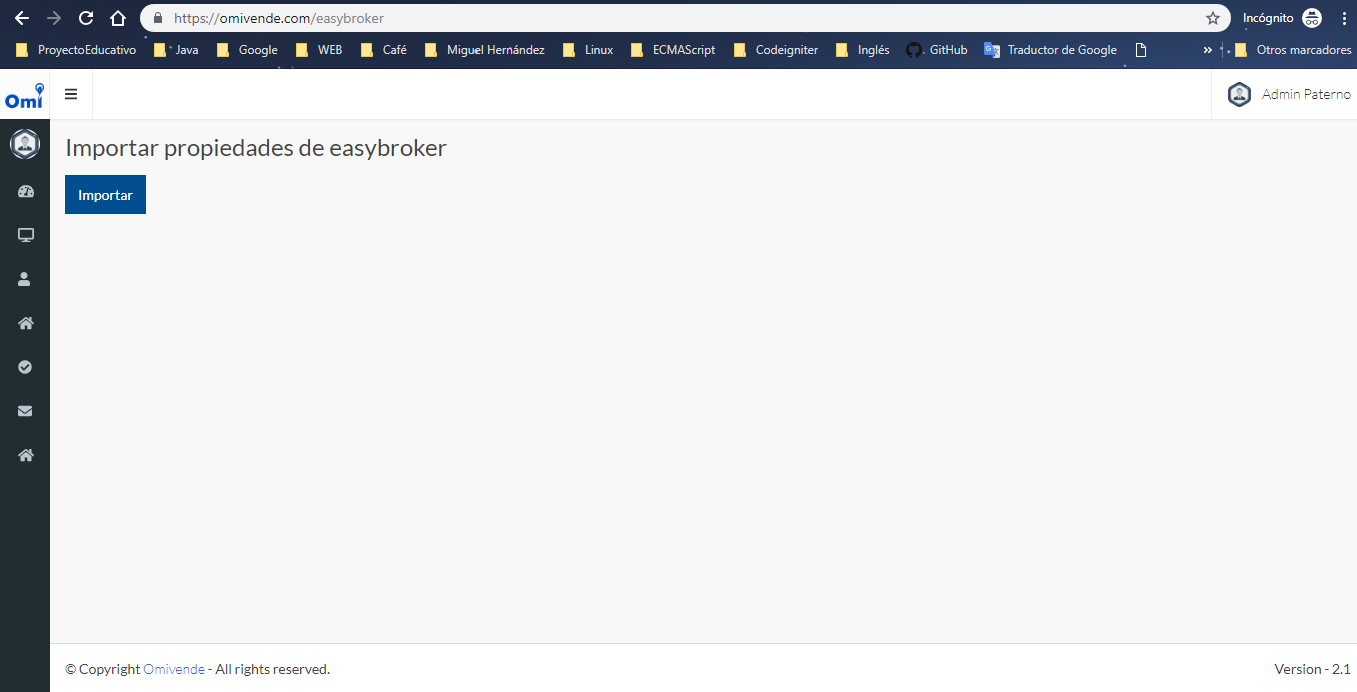 https://omivende.com/easybroker
Incógnito
ProyectoEducativo Java Google WEB Café Miguel Hernández Linux ECMAScript Codeigniter Inglés GitHub Traductor de Google » Otros marcadores
Omi
Admin Paterno
Importar propiedades de easybroker
Importar
© Copyright Omivende - All rights reserved.
Version - 2.1